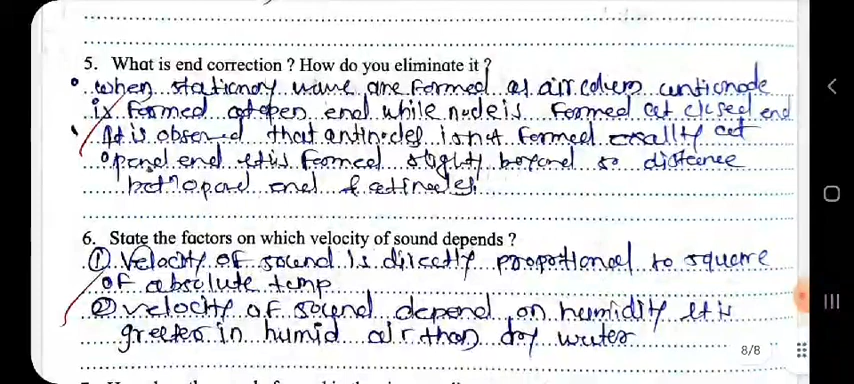 5. What is end correction ? How do you eliminate it ?
when stationary wave are formed at air column antinode
is formed at open end while node is formed at closed end
It is observed that antinodes is not formed exally at
opend end it is formed slightly beyond so distance
bet opend end & antinodes.
6. State the factors on which velocity of sound depends ?
① Velocity of sound is directly proportional to square
of absolute temp
② velocity of sound depend on humidity it is
greater in humid air than dry water
8/8